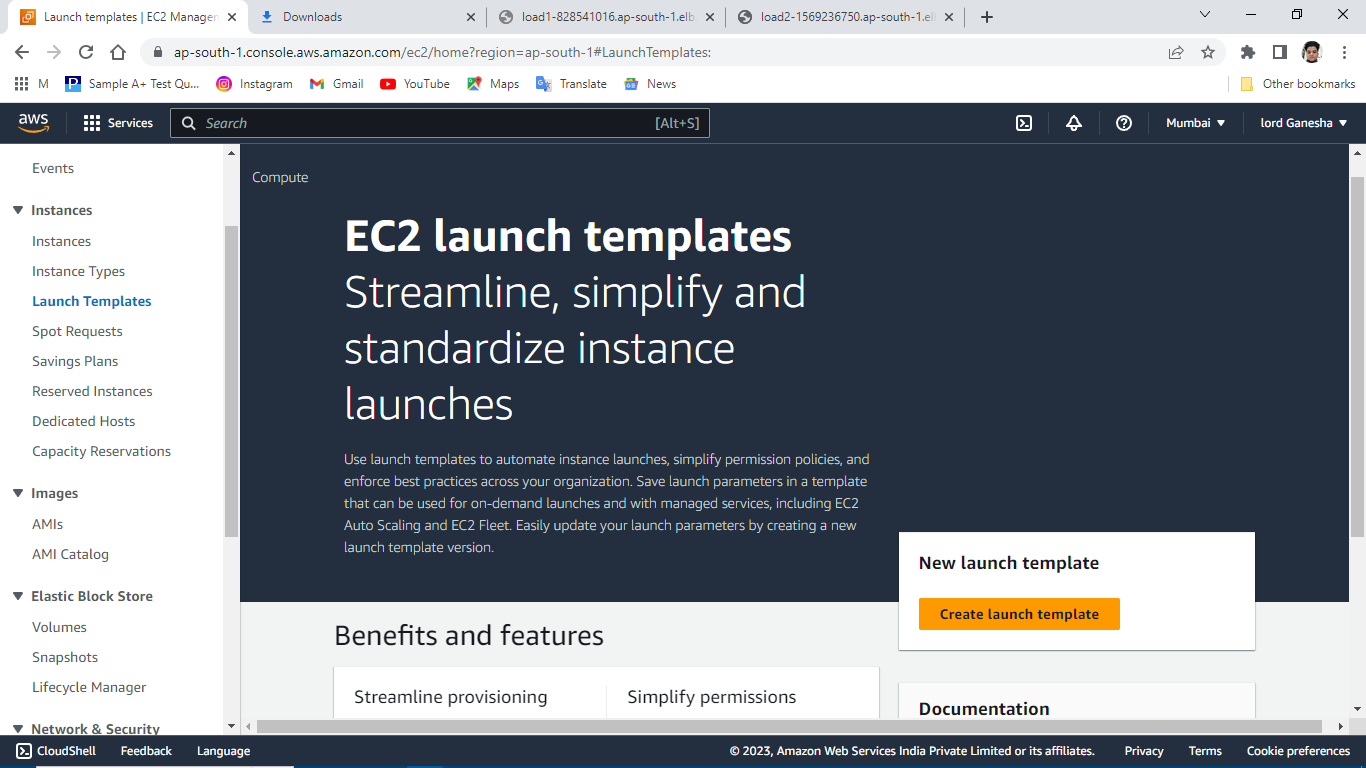 Launch templates | EC2 Manager
Downloads
load1-828541016.ap-south-1.elb.
load2-1569236750.ap-south-1.el
ap-south-1.console.aws.amazon.com/ec2/home?region=ap-south-1#LaunchTemplates:
M
Sample A+ Test Qu...
Instagram
Gmail
YouTube
Maps
Translate
News
Other bookmarks
aws
Services
Search
[Alt+S]
Mumbai
lord Ganesha
Events
Instances
Instances
Instance Types
Launch Templates
Spot Requests
Savings Plans
Reserved Instances
Dedicated Hosts
Capacity Reservations
Images
AMIs
AMI Catalog
Elastic Block Store
Volumes
Snapshots
Lifecycle Manager
Network & Security
Compute
EC2 launch templates
Streamline, simplify and
standardize instance
launches
Use launch templates to automate instance launches, simplify permission policies, and
enforce best practices across your organization. Save launch parameters in a template
that can be used for on-demand launches and with managed services, including EC2
Auto Scaling and EC2 Fleet. Easily update your launch parameters by creating a new
launch template version.
New launch template
Create launch template
Benefits and features
Streamline provisioning
Simplify permissions
Documentation
CloudShell
Feedback
Language
© 2023, Amazon Web Services India Private Limited or its affiliates.
Privacy
Terms
Cookie preferences